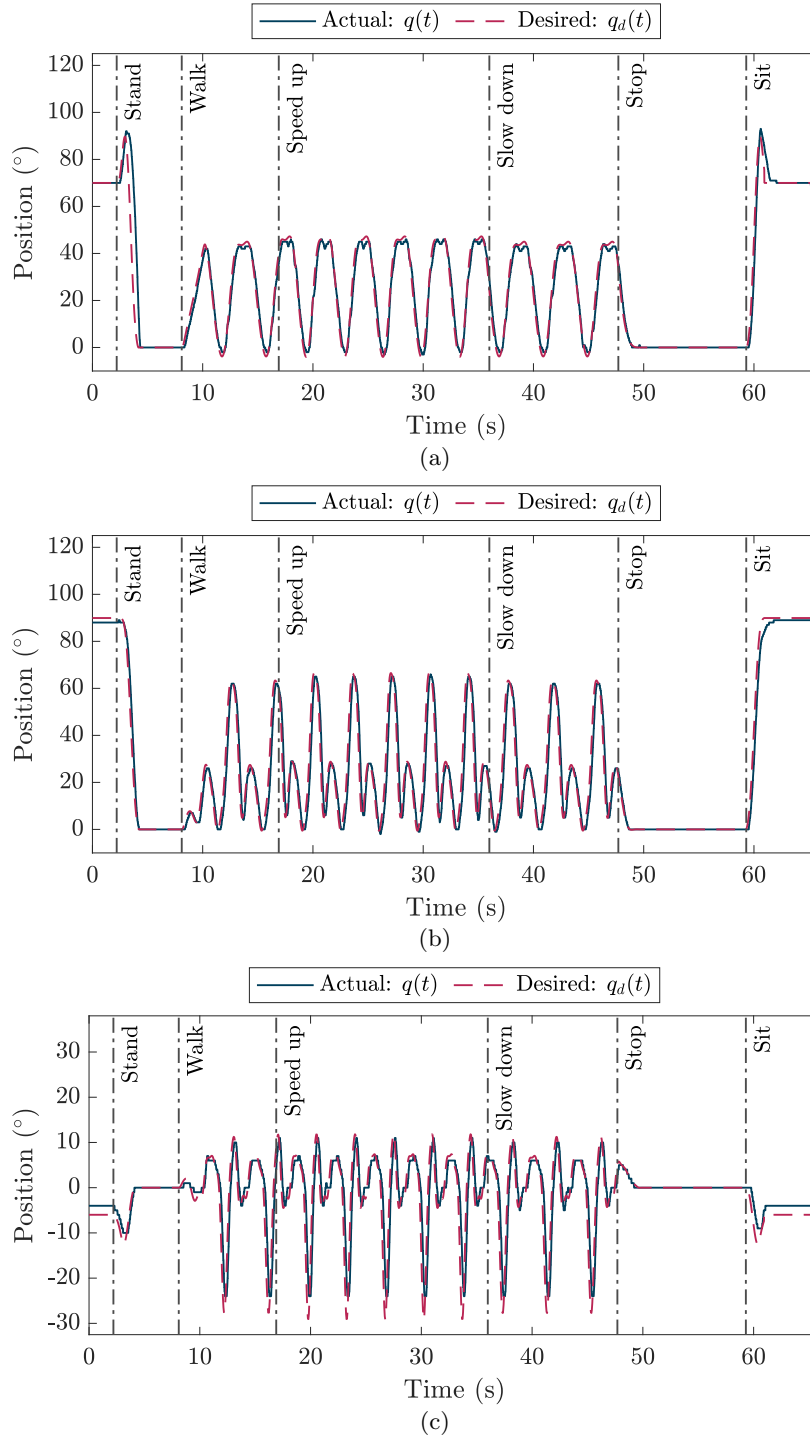 Actual: q(t) Desired: q_d(t)
120
100
80
60
40
20
0
Position (°)
Stand
Walk
Speed up
Slow down
Stop
Sit
0 10 20 30 40 50 60
Time (s)
(a)
Actual: q(t) Desired: q_d(t)
120
100
80
60
40
20
0
Position (°)
Stand
Walk
Speed up
Slow down
Stop
Sit
0 10 20 30 40 50 60
Time (s)
(b)
Actual: q(t) Desired: q_d(t)
30
20
10
0
-10
-20
-30
Position (°)
Stand
Walk
Speed up
Slow down
Stop
Sit
0 10 20 30 40 50 60
Time (s)
(c)